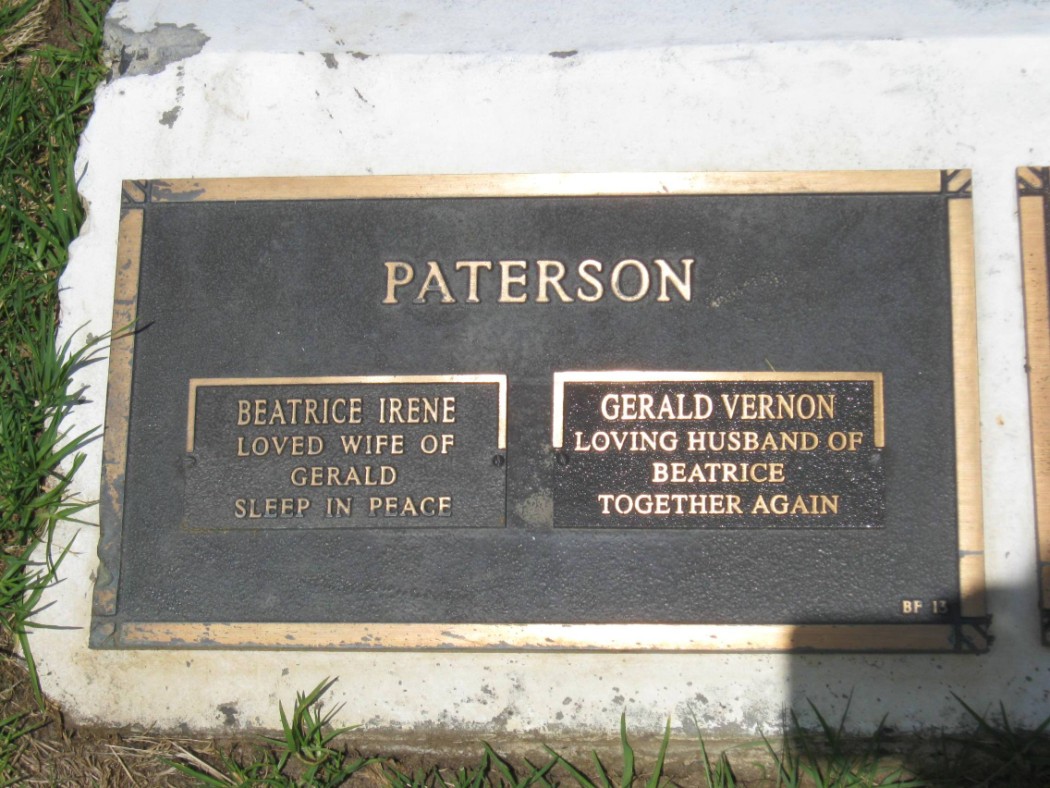 PATERSON
BEATRICE IRENE
LOVED WIFE OF
GERALD
SLEEP IN PEACE
GERALD VERNON
LOVING HUSBAND OF
BEATRICE
TOGETHER AGAIN
BF 13